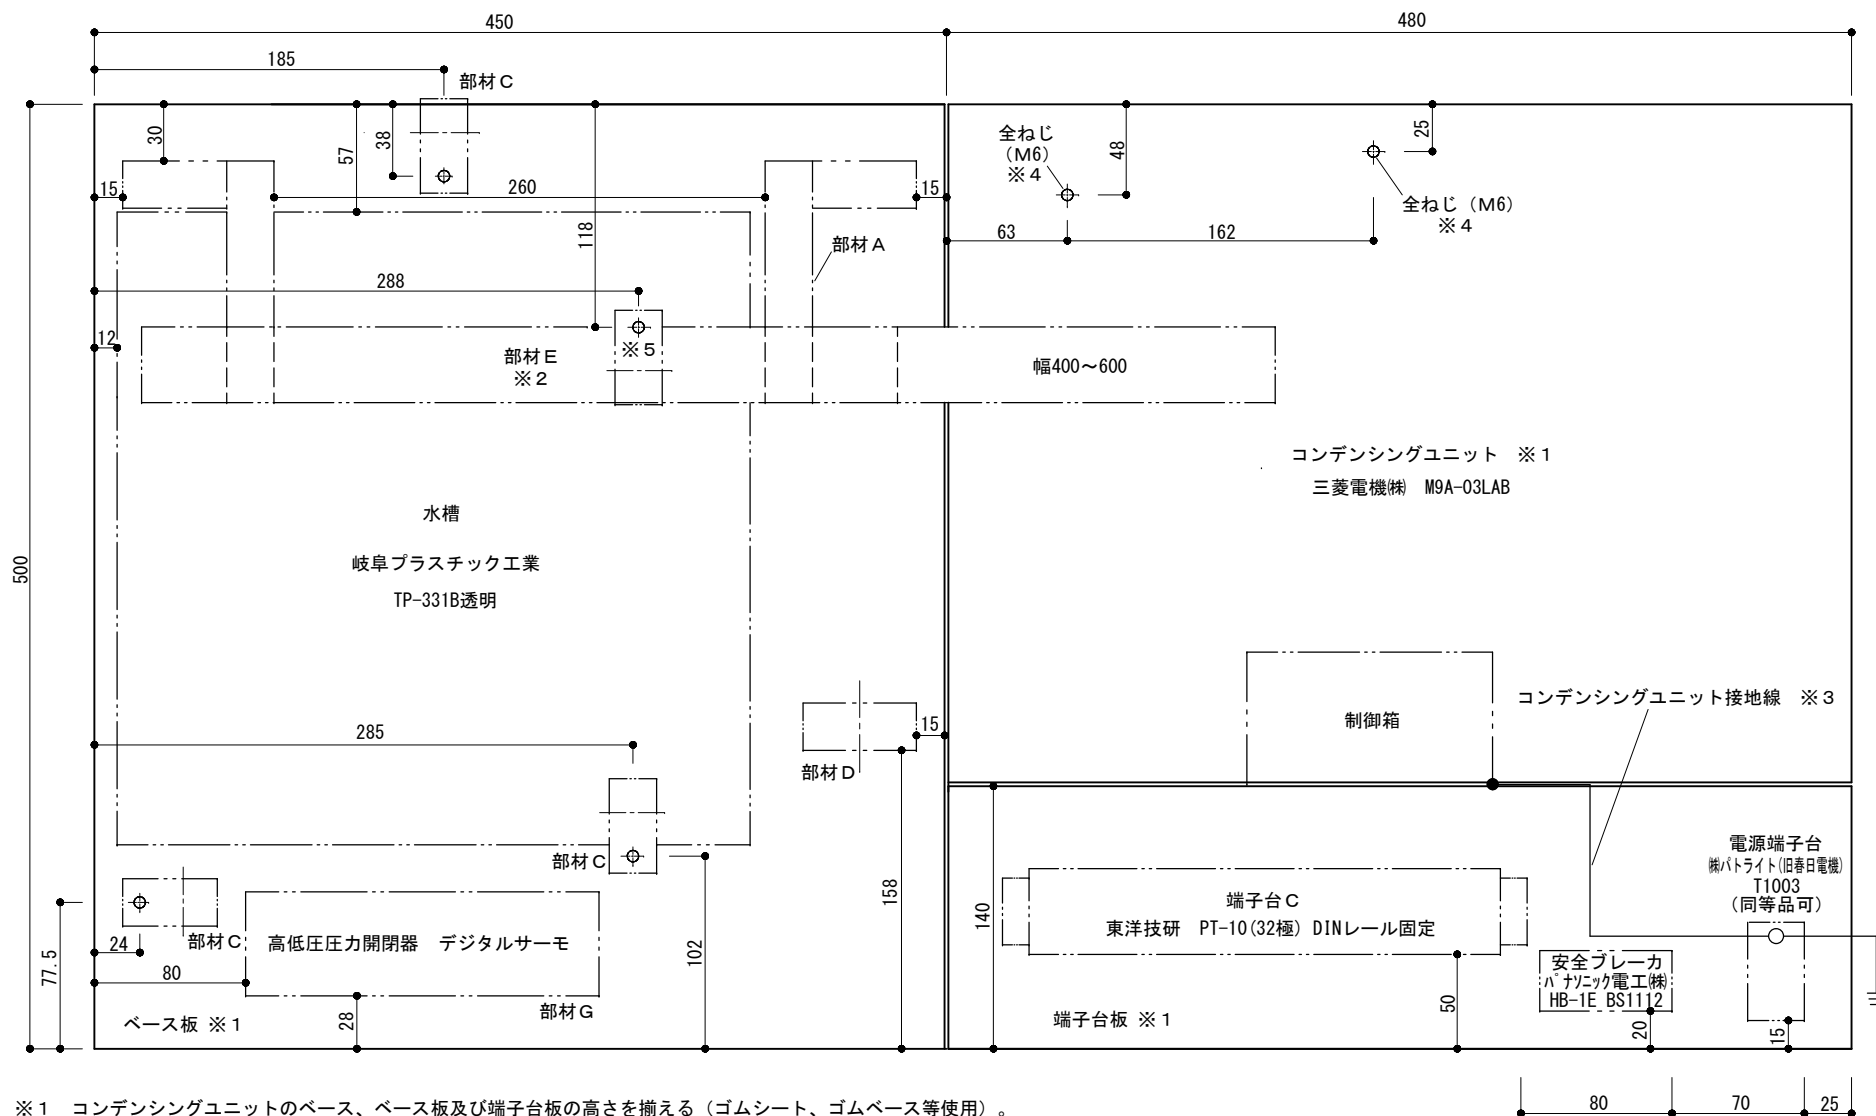 450
480
185
部材C
30
38
57
全ねじ
（M6）
※4
48
25
15
260
15
全ねじ（M6）
※4
118
63
162
部材A
288
12
部材E
※2
※5
幅400～600
コンデンシングユニット ※1
三菱電機㈱ M9A-03LAB
水槽
岐阜プラスチック工業
TP-331B透明
500
コンデンシングユニット接地線 ※3
制御箱
285
15
部材D
部材C
158
140
電源端子台
㈱パトライト(旧春日電機)
T1003
（同等品可）
端子台C
東洋技研 PT-10(32極) DINレール固定
部材C
高低圧圧力開閉器 デジタルサーモ
24
77.5
80
102
安全ブレーカ
パナソニック電工㈱
HB-1E BS1112
部材G
28
50
20
15
ベース板 ※1
端子台板 ※1
80
70
25
※1 コンデンシングユニットのベース、ベース板及び端子台板の高さを揃える（ゴムシート、ゴムベース等使用）。